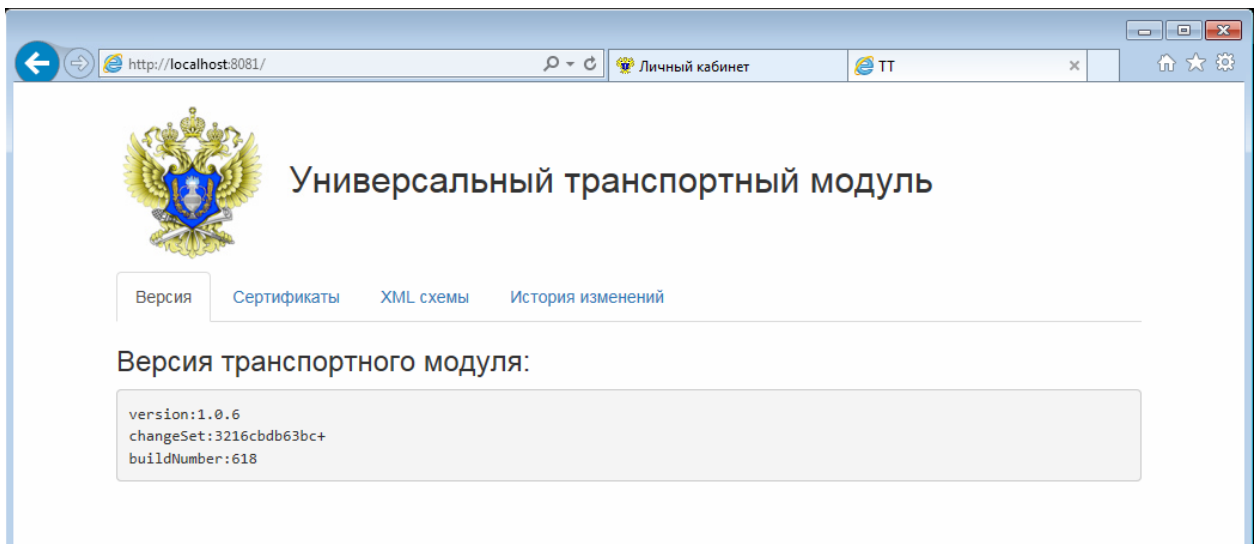 http://localhost:8081/
Личный кабинет
TT
Универсальный транспортный модуль
Версия
Сертификаты
XML схемы
История изменений
Версия транспортного модуля:
version:1.0.6
changeSet:3216cbdb63bc+
buildNumber:618